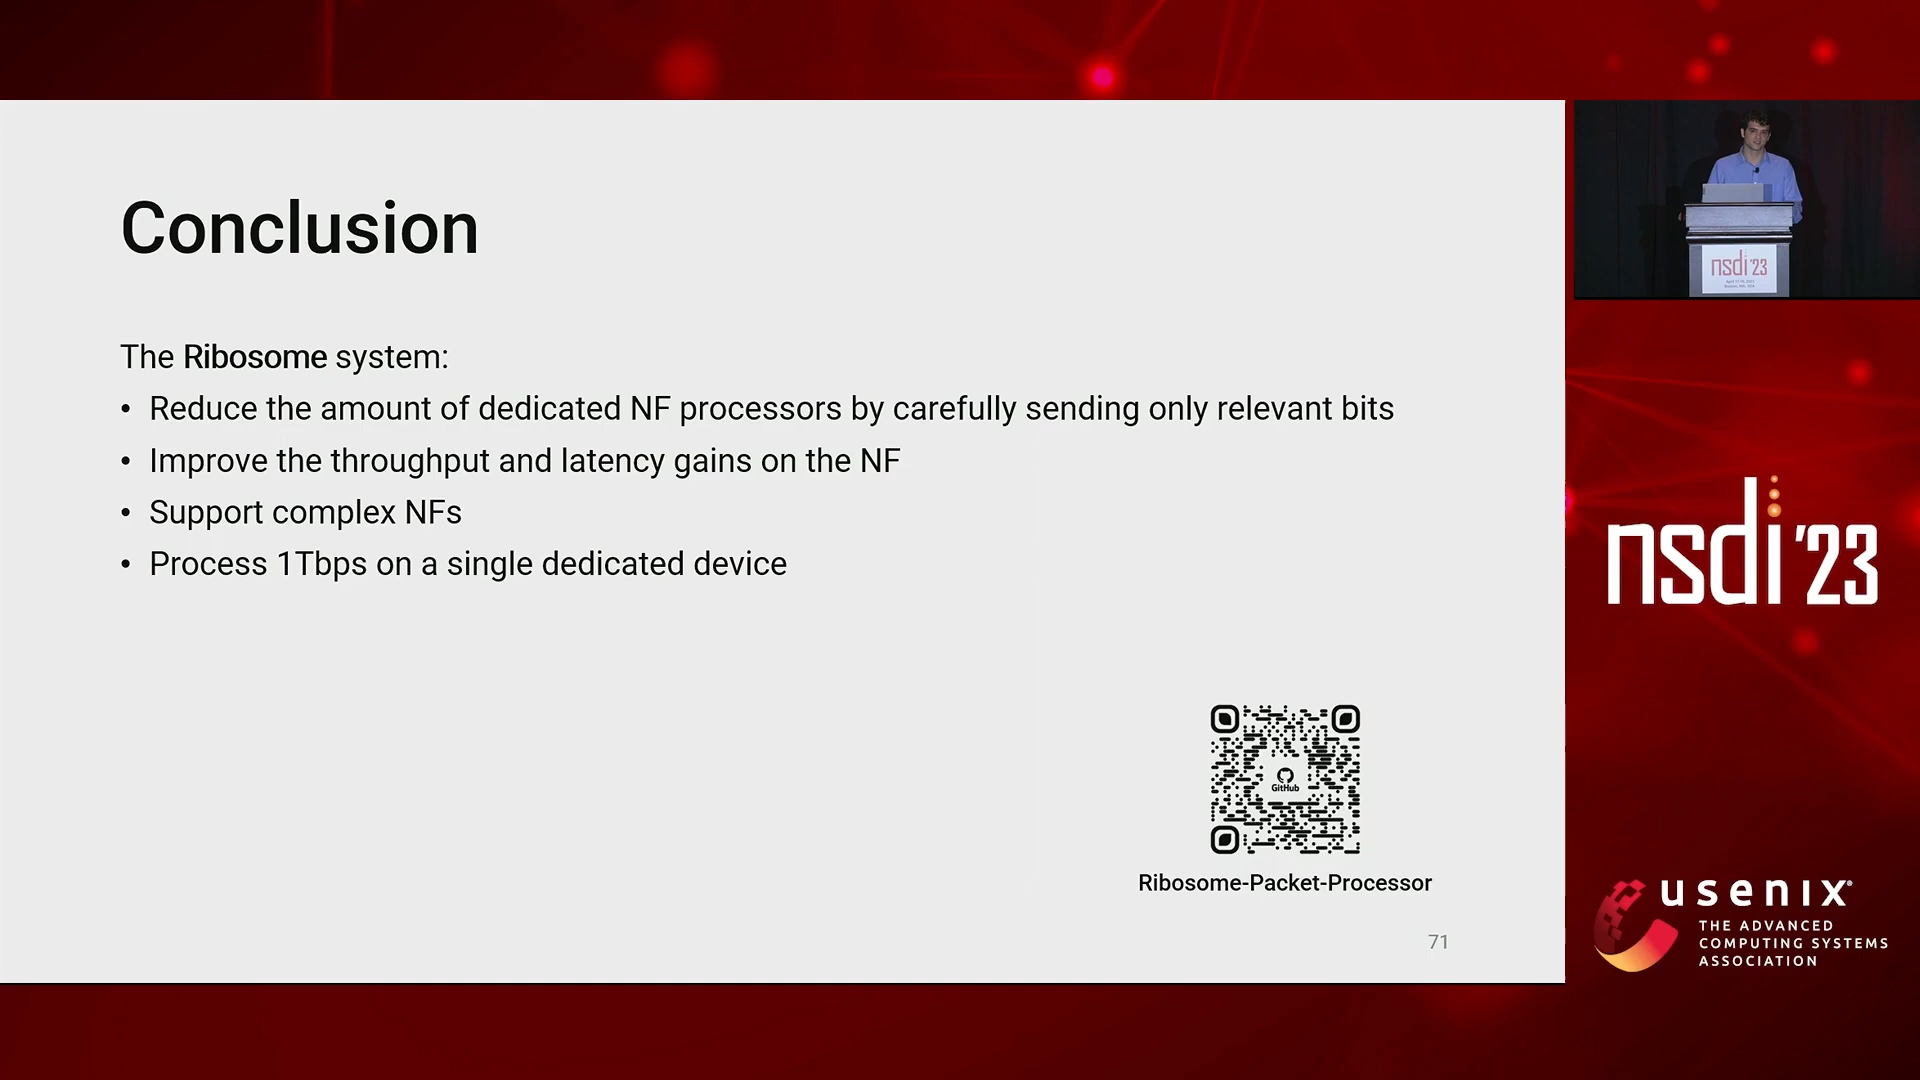 Conclusion
The Ribosome system:
• Reduce the amount of dedicated NF processors by carefully sending only relevant bits
• Improve the throughput and latency gains on the NF
• Support complex NFs
• Process 1Tbps on a single dedicated device
GitHub
Ribosome-Packet-Processor
71
nsdi '23
nsdi '23
usenix®
THE ADVANCED
COMPUTING SYSTEMS
ASSOCIATION